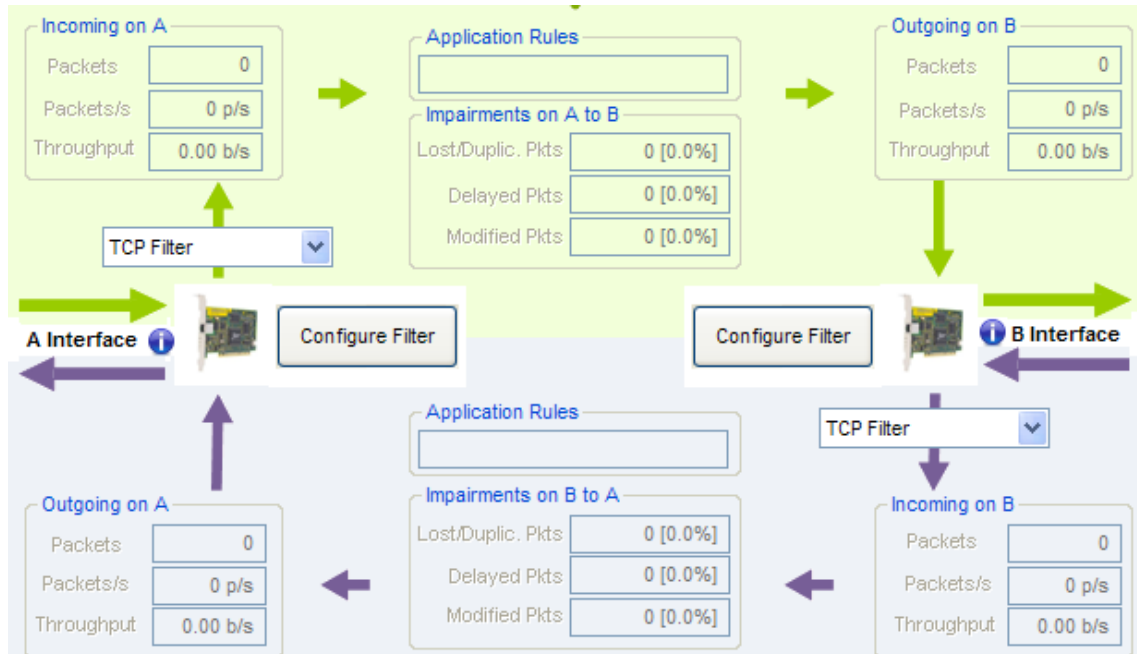 Incoming on A
Packets 0
Packets/s 0 p/s
Throughput 0.00 b/s
Application Rules
Impairments on A to B
Lost/Duplic. Pkts 0 [0.0%]
Delayed Pkts 0 [0.0%]
Modified Pkts 0 [0.0%]
Outgoing on B
Packets 0
Packets/s 0 p/s
Throughput 0.00 b/s
TCP Filter
A Interface
Configure Filter
Configure Filter
B Interface
TCP Filter
Outgoing on A
Packets 0
Packets/s 0 p/s
Throughput 0.00 b/s
Application Rules
Impairments on B to A
Lost/Duplic. Pkts 0 [0.0%]
Delayed Pkts 0 [0.0%]
Modified Pkts 0 [0.0%]
Incoming on B
Packets 0
Packets/s 0 p/s
Throughput 0.00 b/s